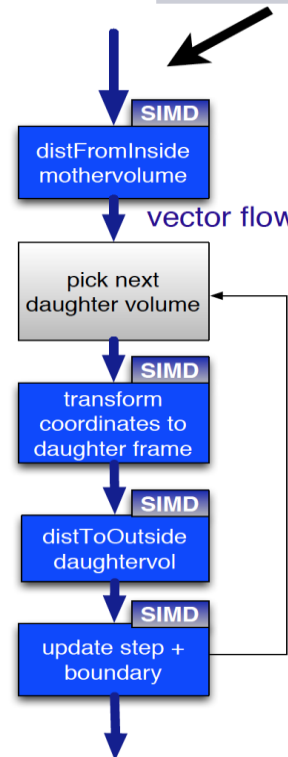 SIMD
distFromInside
mothervolume
vector flow
pick next
daughter volume
SIMD
transform
coordinates to
daughter frame
SIMD
distToOutside
daughtervol
SIMD
update step +
boundary